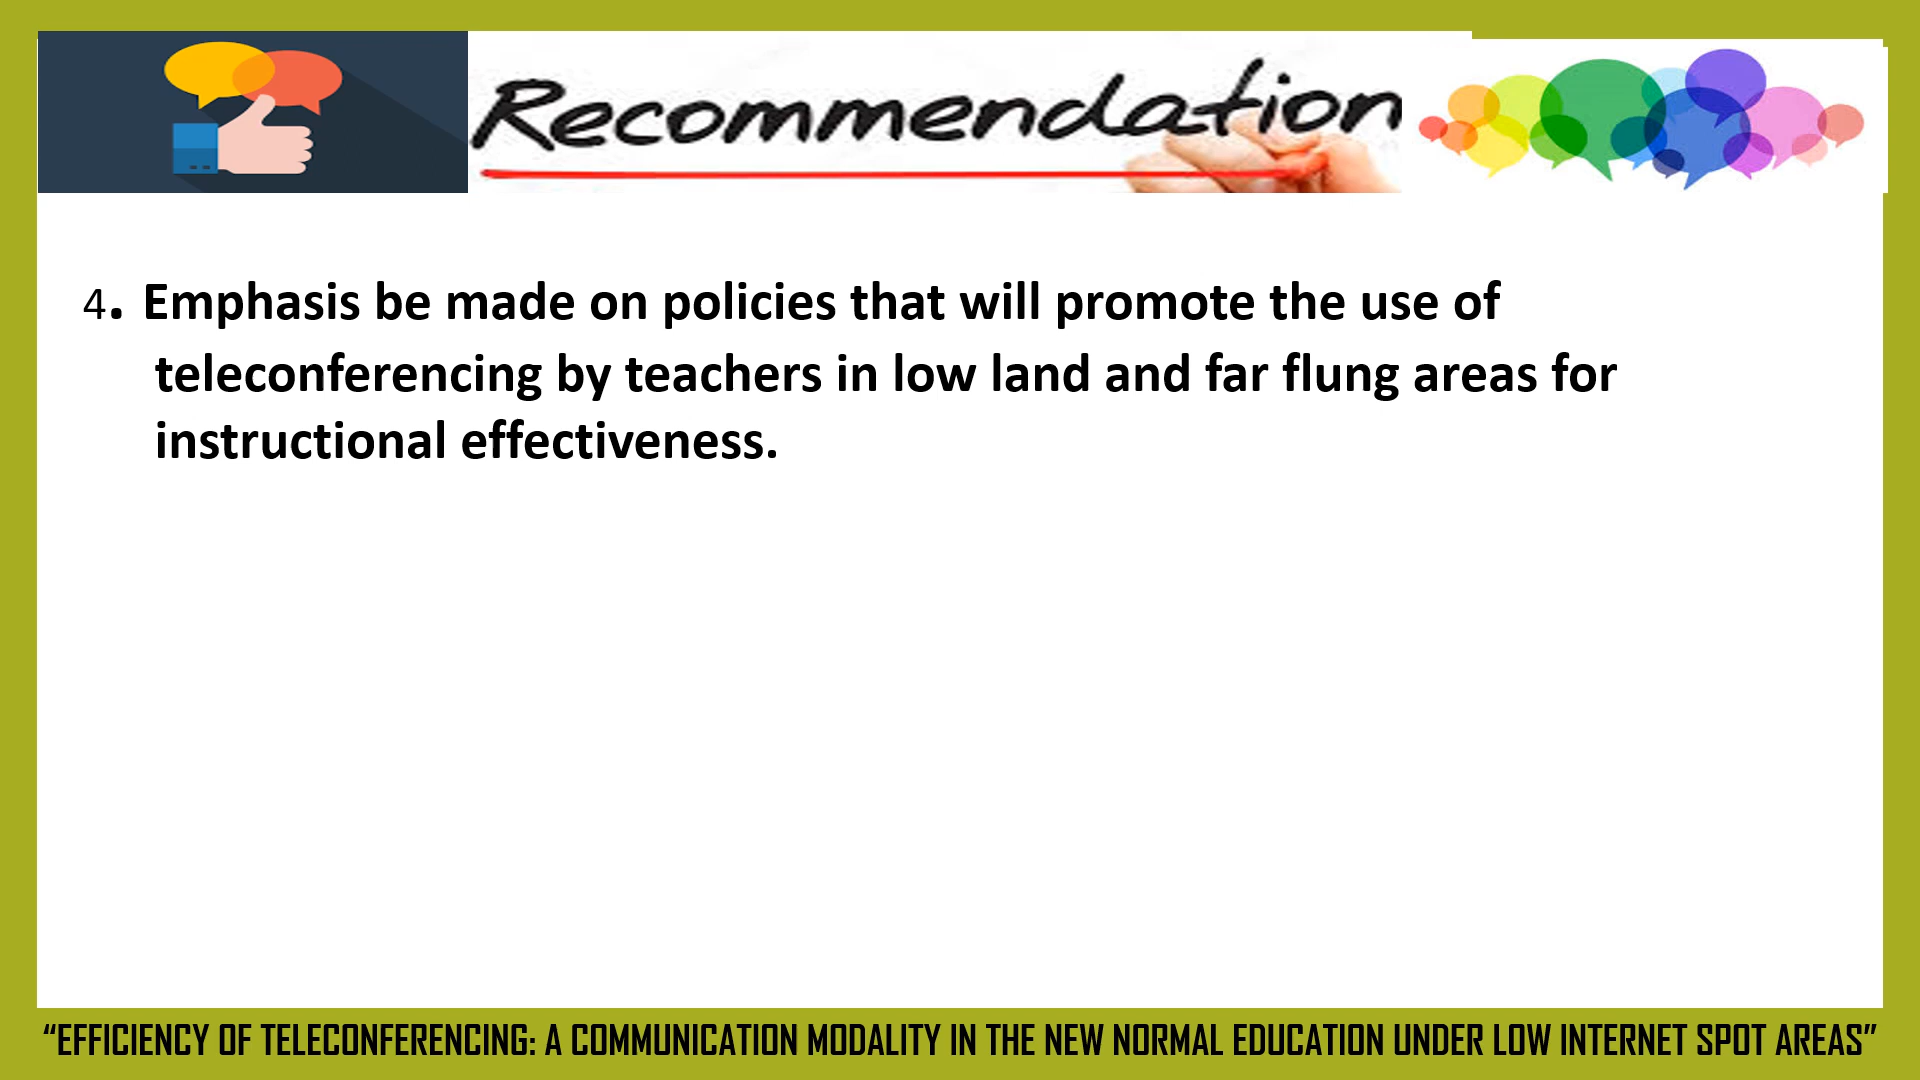 Recommendation
4. Emphasis be made on policies that will promote the use of
teleconferencing by teachers in low land and far flung areas for
instructional effectiveness.
“EFFICIENCY OF TELECONFERENCING: A COMMUNICATION MODALITY IN THE NEW NORMAL EDUCATION UNDER LOW INTERNET SPOT AREAS”